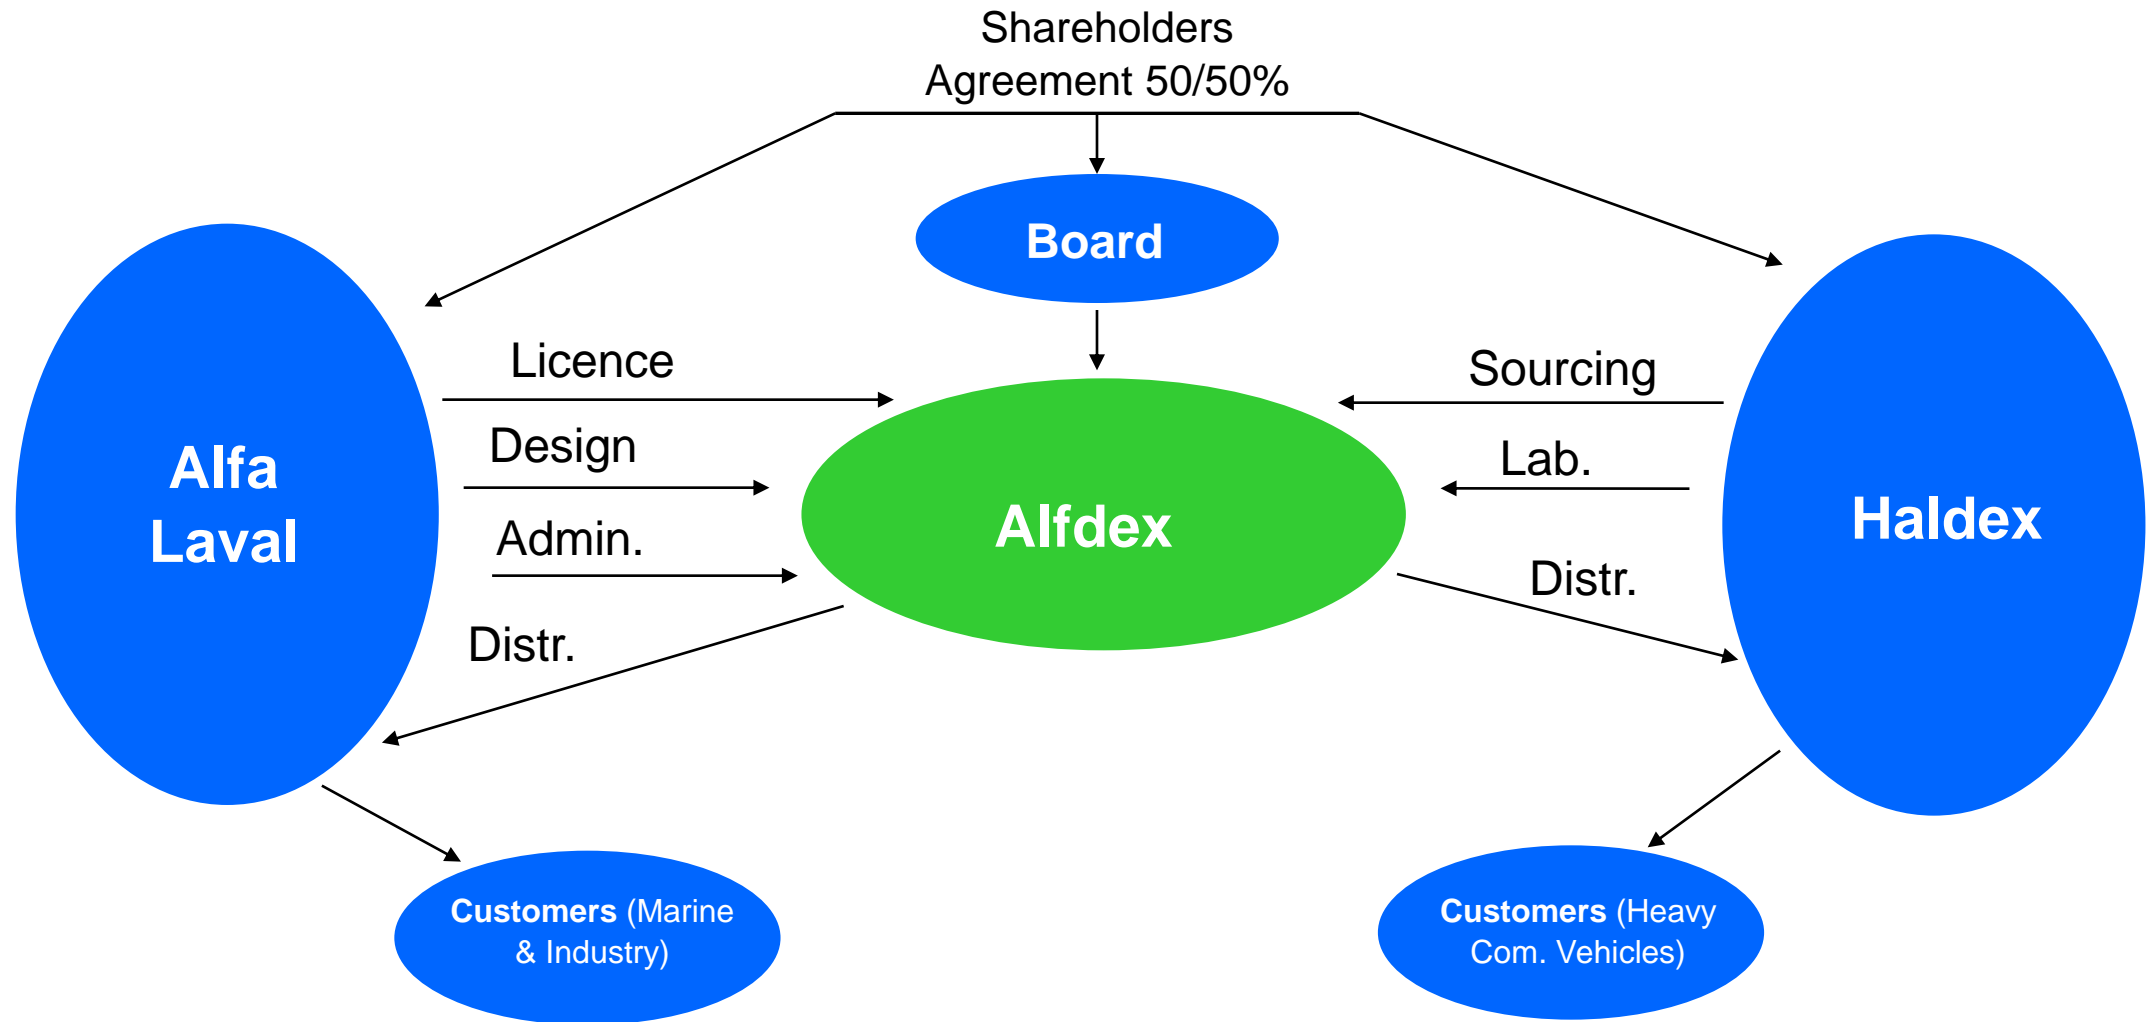 Shareholders
Agreement 50/50%
Board
Licence
Sourcing
Design
Lab.
Alfa
Laval
Alfdex
Haldex
Admin.
Distr.
Distr.
Customers (Marine
& Industry)
Customers (Heavy
Com. Vehicles)